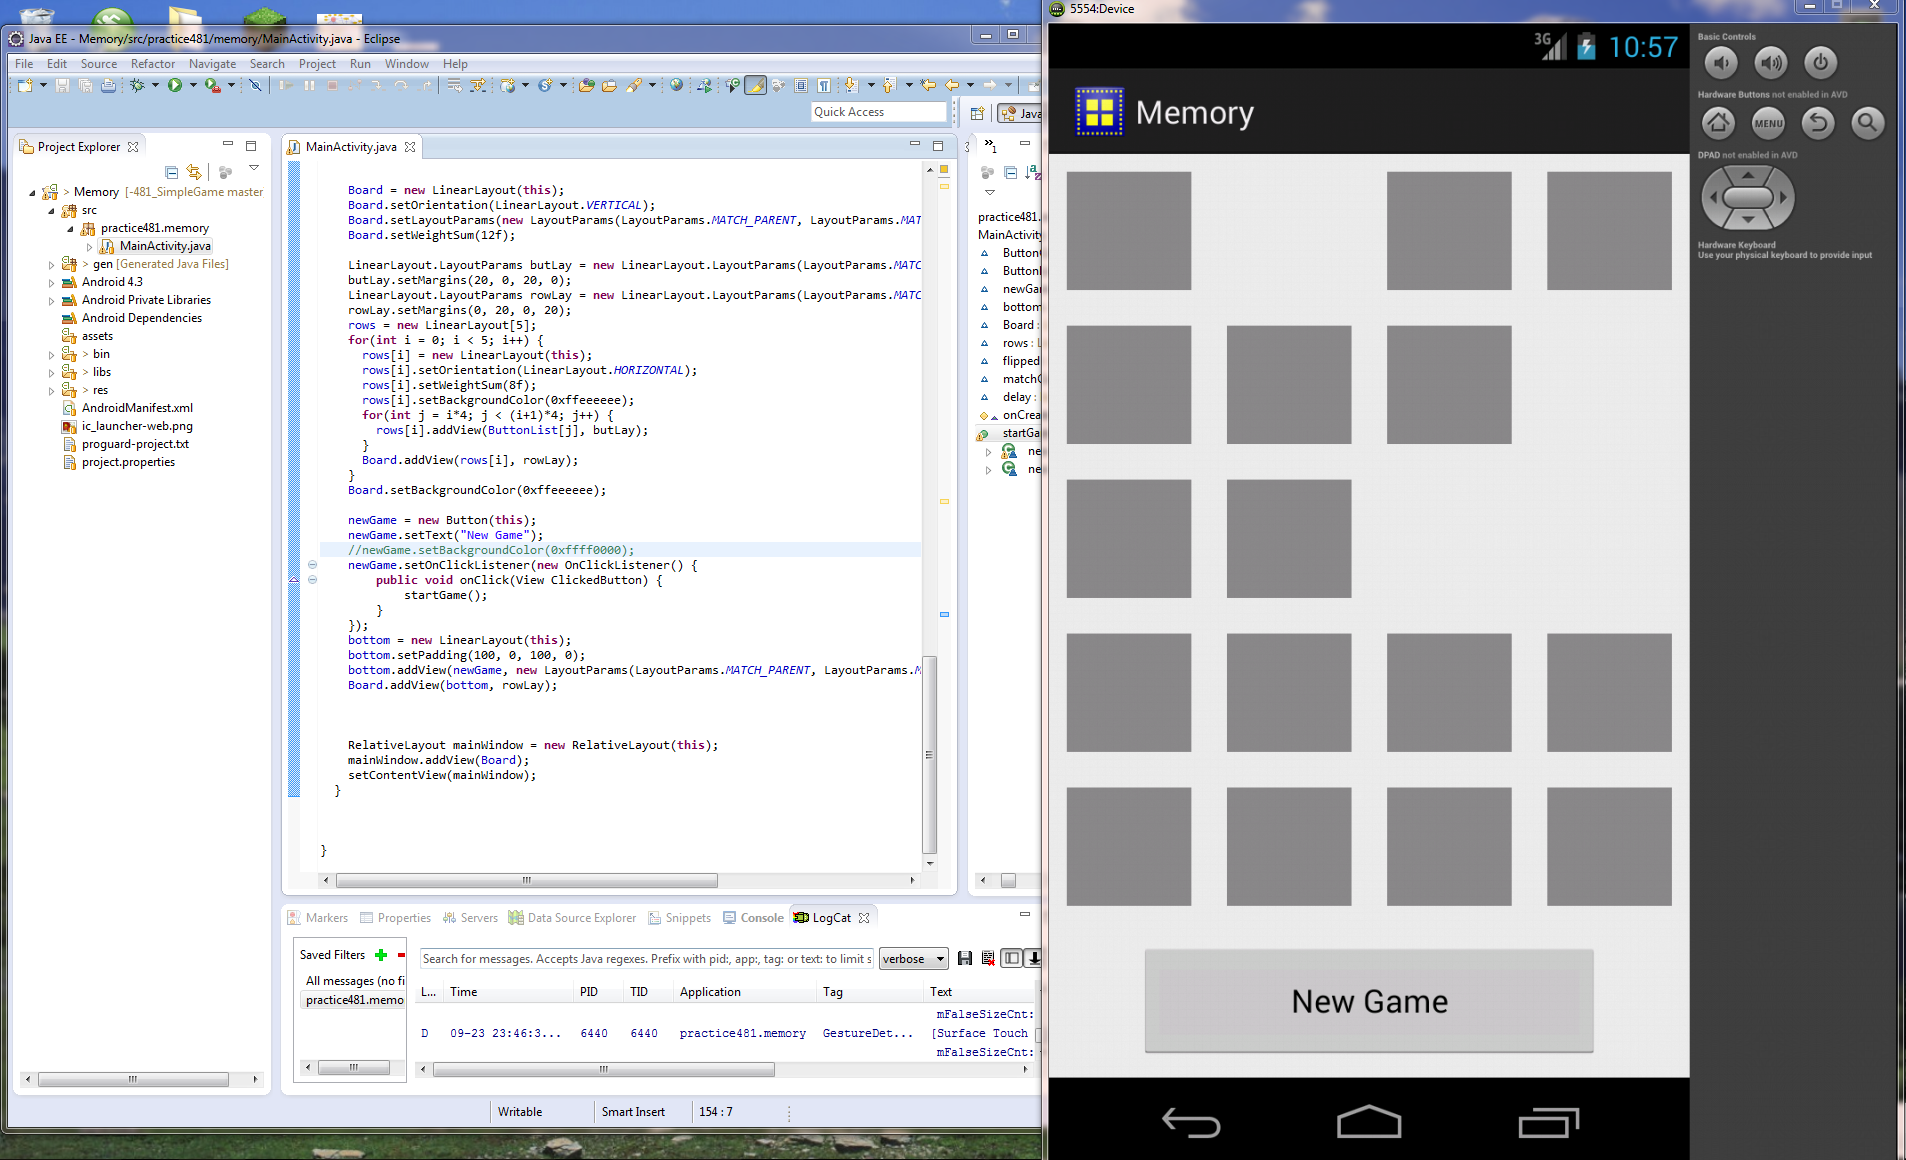 Java EE - Memory/src/practice481/memory/MainActivity.java - Eclipse
File Edit Source Refactor Navigate Search Project Run Window Help
Quick Access
Java
Project Explorer
> Memory [-481_SimpleGame master
src
practice481.memory
MainActivity.java
> gen [Generated Java Files]
Android 4.3
Android Private Libraries
Android Dependencies
assets
> bin
> libs
> res
AndroidManifest.xml
ic_launcher-web.png
proguard-project.txt
project.properties
MainActivity.java
Board = new LinearLayout(this);
Board.setOrientation(LinearLayout.VERTICAL);
Board.setLayoutParams(new LayoutParams(LayoutParams.MATCH_PARENT, LayoutParams.MAT
Board.setWeightSum(12f);
LinearLayout.LayoutParams butLay = new LinearLayout.LayoutParams(LayoutParams.MATC
butLay.setMargins(20, 0, 20, 0);
LinearLayout.LayoutParams rowLay = new LinearLayout.LayoutParams(LayoutParams.MATC
rowLay.setMargins(0, 20, 0, 20);
rows = new LinearLayout[5];
for(int i = 0; i < 5; i++) {
rows[i] = new LinearLayout(this);
rows[i].setOrientation(LinearLayout.HORIZONTAL);
rows[i].setWeightSum(8f);
rows[i].setBackgroundColor(0xffeeeeee);
for(int j = i*4; j < (i+1)*4; j++) {
rows[i].addView(ButtonList[j], butLay);
}
Board.addView(rows[i], rowLay);
}
Board.setBackgroundColor(0xffeeeeee);
newGame = new Button(this);
newGame.setText("New Game");
//newGame.setBackgroundColor(0xffff0000);
newGame.setOnClickListener(new OnClickListener() {
public void onClick(View ClickedButton) {
startGame();
}
});
bottom = new LinearLayout(this);
bottom.setPadding(100, 0, 100, 0);
bottom.addView(newGame, new LayoutParams(LayoutParams.MATCH_PARENT, LayoutParams.M
Board.addView(bottom, rowLay);
RelativeLayout mainWindow = new RelativeLayout(this);
mainWindow.addView(Board);
setContentView(mainWindow);
}
}
»1
practice481.
MainActivity
Button
Button
newGa
bottom
Board :
rows :
flipped
match
delay :
onCrea
startGa
ne
ne
Markers Properties Servers Data Source Explorer Snippets Console LogCat
Saved Filters
All messages (no fi
practice481.memo
Search for messages. Accepts Java regexes. Prefix with pid:, app:, tag: or text: to limit s
verbose
L... Time PID TID Application Tag Text
mFalseSizeCnt:
D 09-23 23:46:3... 6440 6440 practice481.memory GestureDet... [Surface Touch
mFalseSizeCnt:
Writable Smart Insert 154 : 7
5554:Device
3G 10:57
Memory
New Game
Basic Controls
Hardware Buttons not enabled in AVD
MENU
DPAD not enabled in AVD
Hardware Keyboard
Use your physical keyboard to provide input